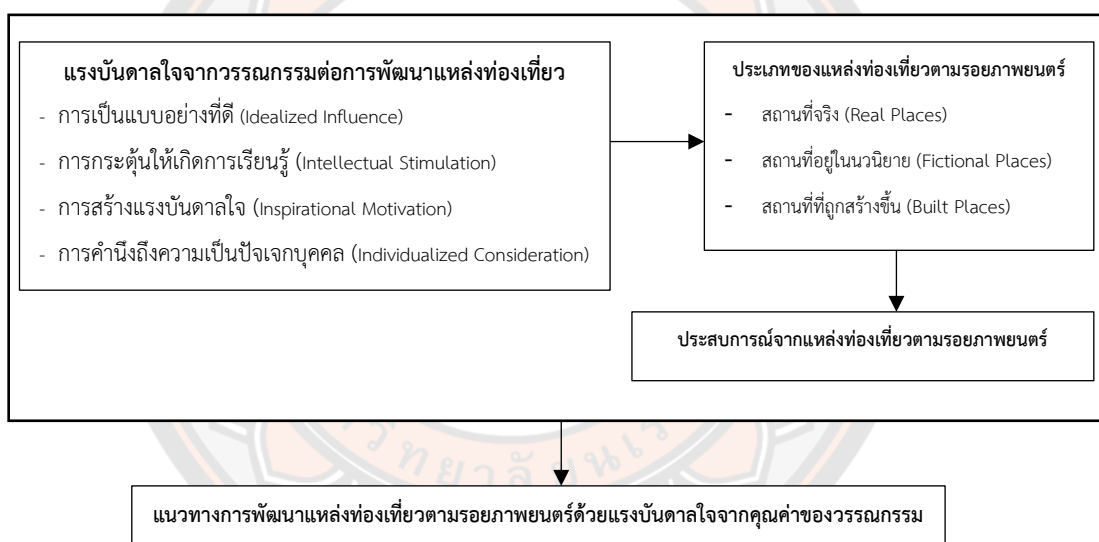 แรงบันดาลใจจากวรรณกรรมต่อการพัฒนาแหล่งท่องเที่ยว
- การเป็นแบบอย่างที่ดี (Idealized Influence)
- การกระตุ้นให้เกิดการเรียนรู้ (Intellectual Stimulation)
- การสร้างแรงบันดาลใจ (Inspirational Motivation)
- การคำนึงถึงความเป็นปัจเจกบุคคล (Individualized Consideration)
ประเภทของแหล่งท่องเที่ยวตามรอยภาพยนตร์
- สถานที่จริง (Real Places)
- สถานที่อยู่ในนวนิยาย (Fictional Places)
- สถานที่ที่ถูกสร้างขึ้น (Built Places)
ประสบการณ์จากแหล่งท่องเที่ยวตามรอยภาพยนตร์
แนวทางการพัฒนาแหล่งท่องเที่ยวตามรอยภาพยนตร์ด้วยแรงบันดาลใจจากคุณค่าของวรรณกรรม